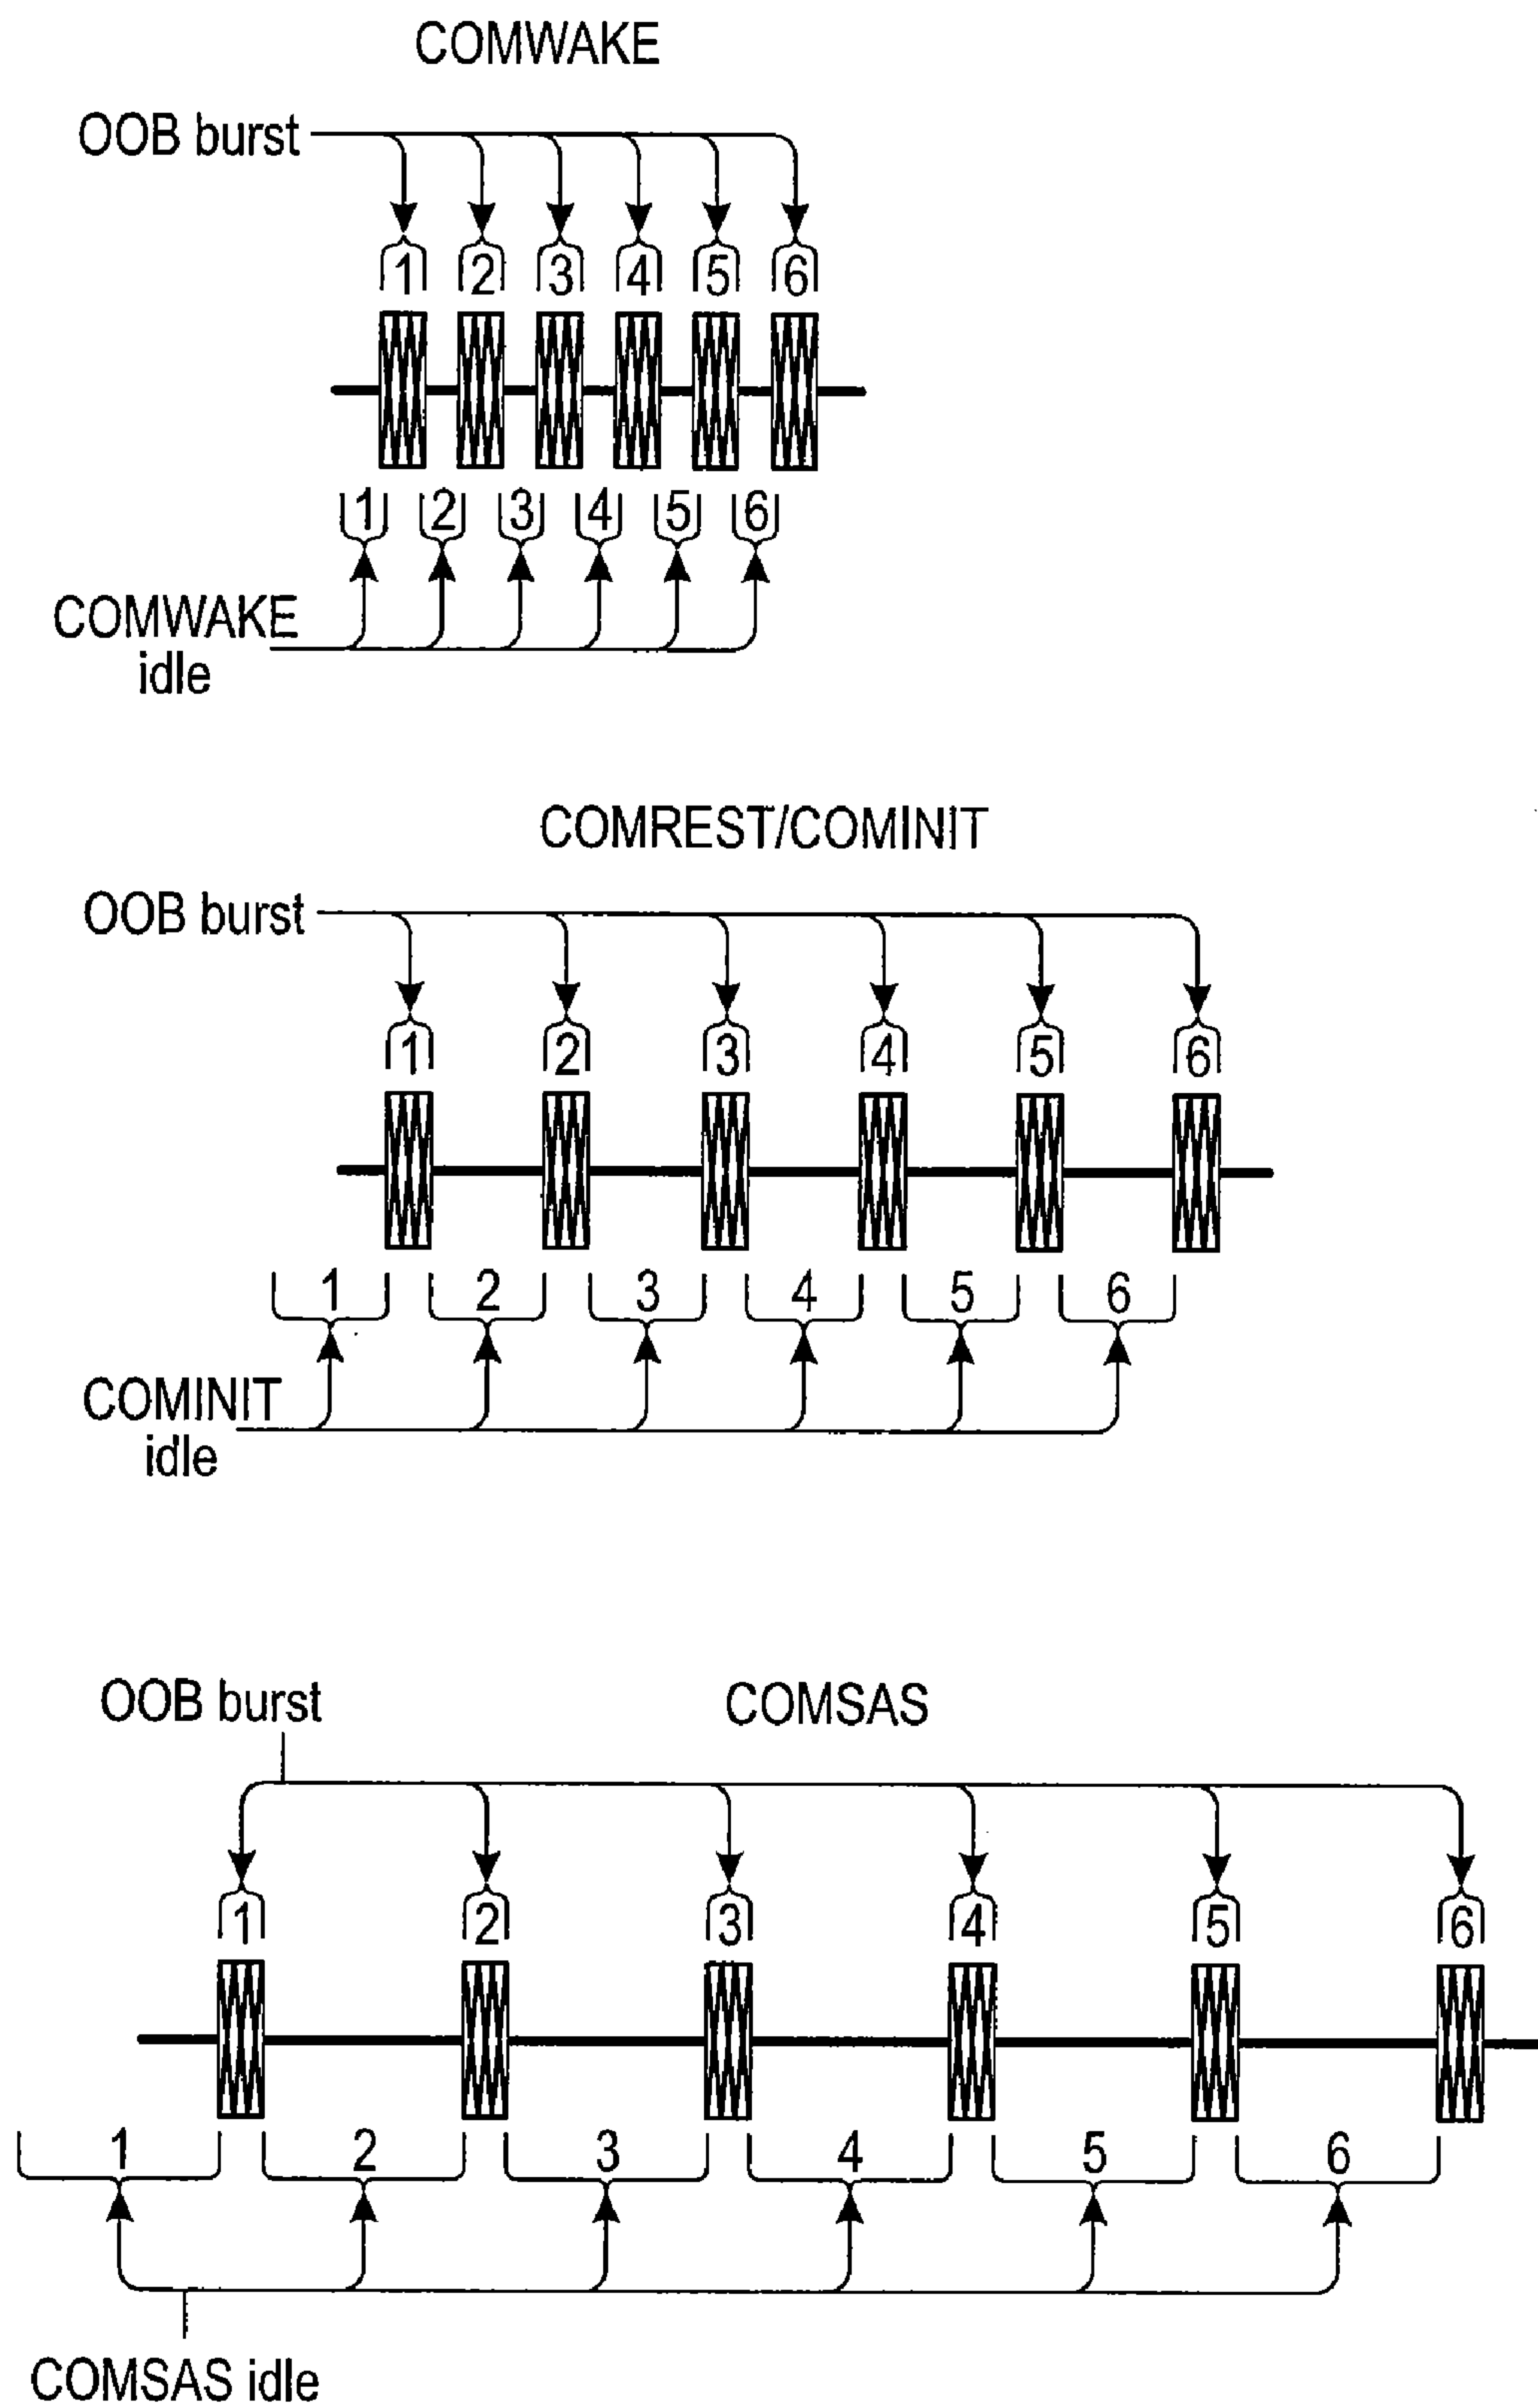 COMWAKE
OOB burst
1 2 3 4 5 6
1 2 3 4 5 6
COMWAKE
idle
COMREST/COMINIT
OOB burst
1 2 3 4 5 6
1 2 3 4 5 6
COMINIT
idle
OOB burst COMSAS
1 2 3 4 5 6
1 2 3 4 5 6
COMSAS idle